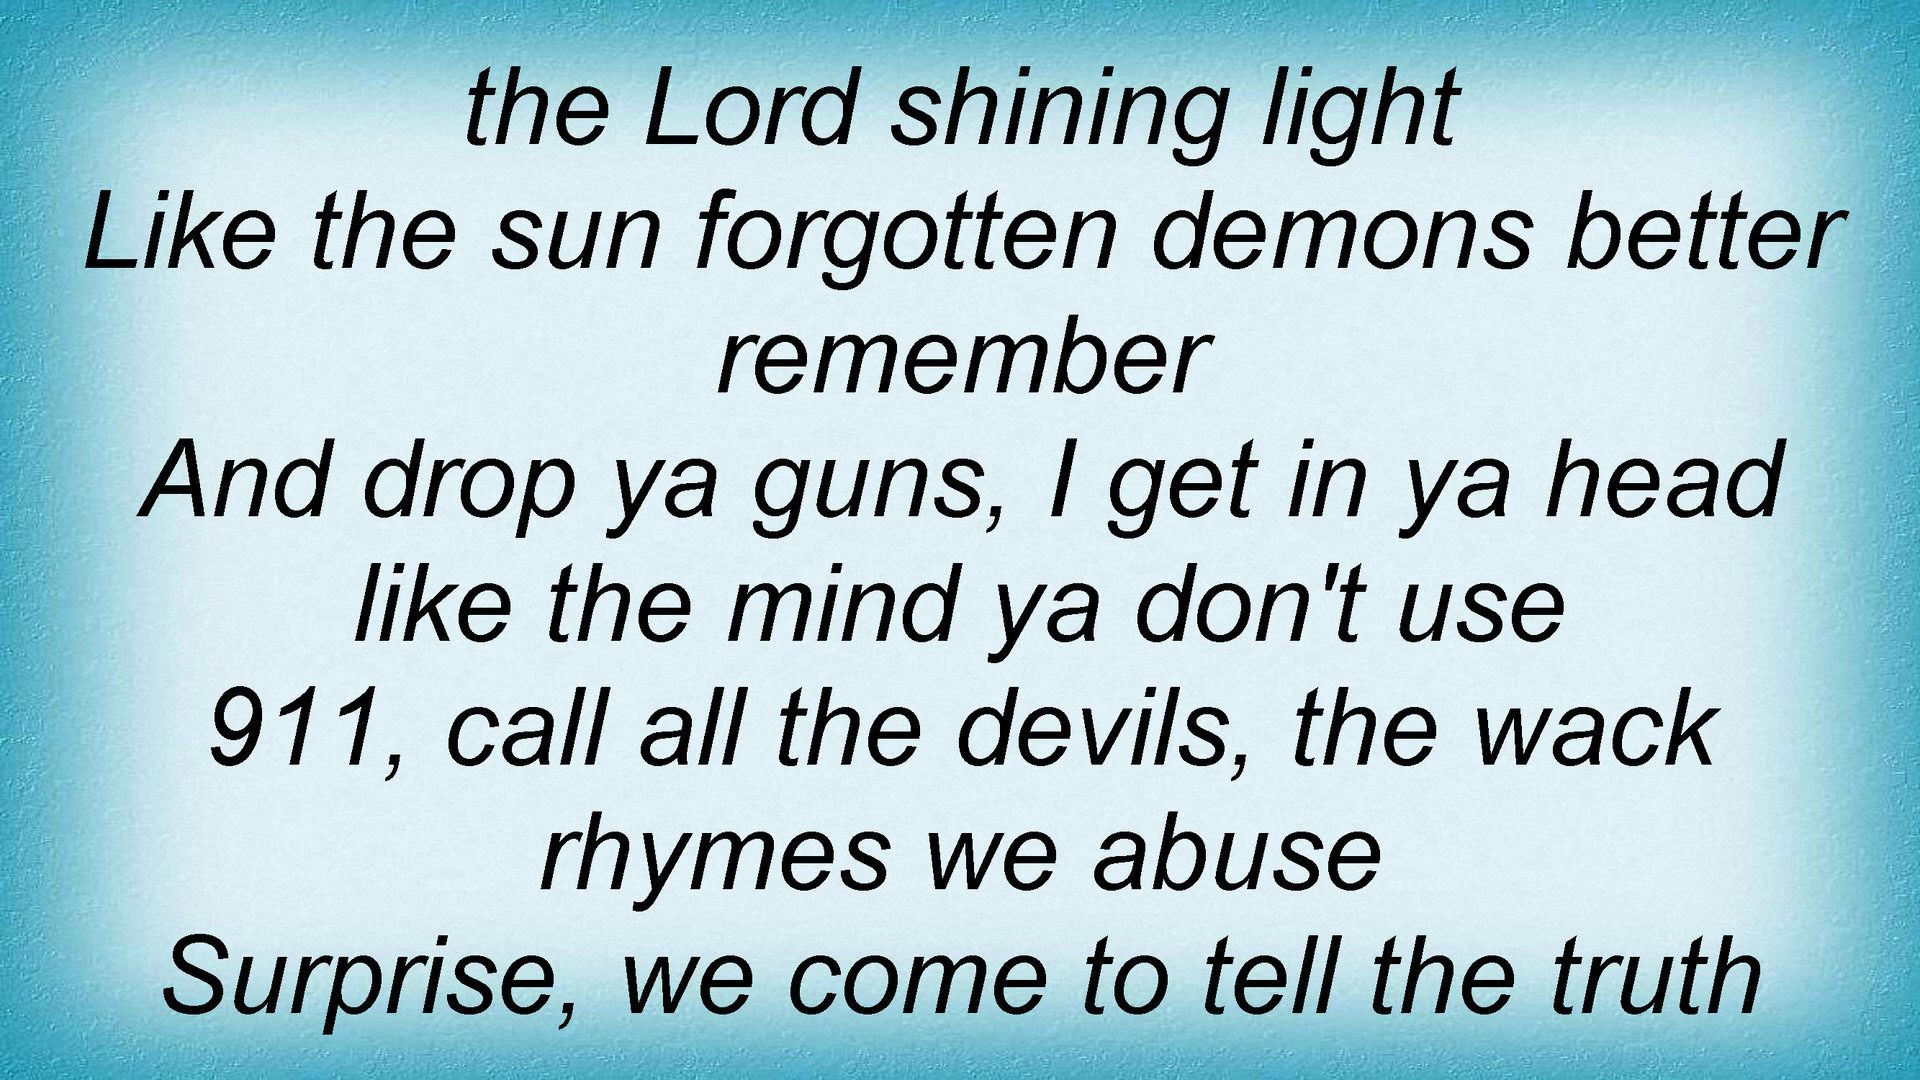 the Lord shining light
Like the sun forgotten demons better
remember
And drop ya guns, I get in ya head
like the mind ya don't use
911, call all the devils, the wack
rhymes we abuse
Surprise, we come to tell the truth